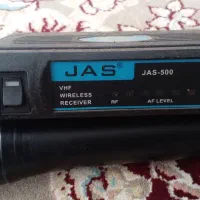 JAS®
JAS-500
VHF
WIRELESS
RECEIVER
RF
AF LEVEL